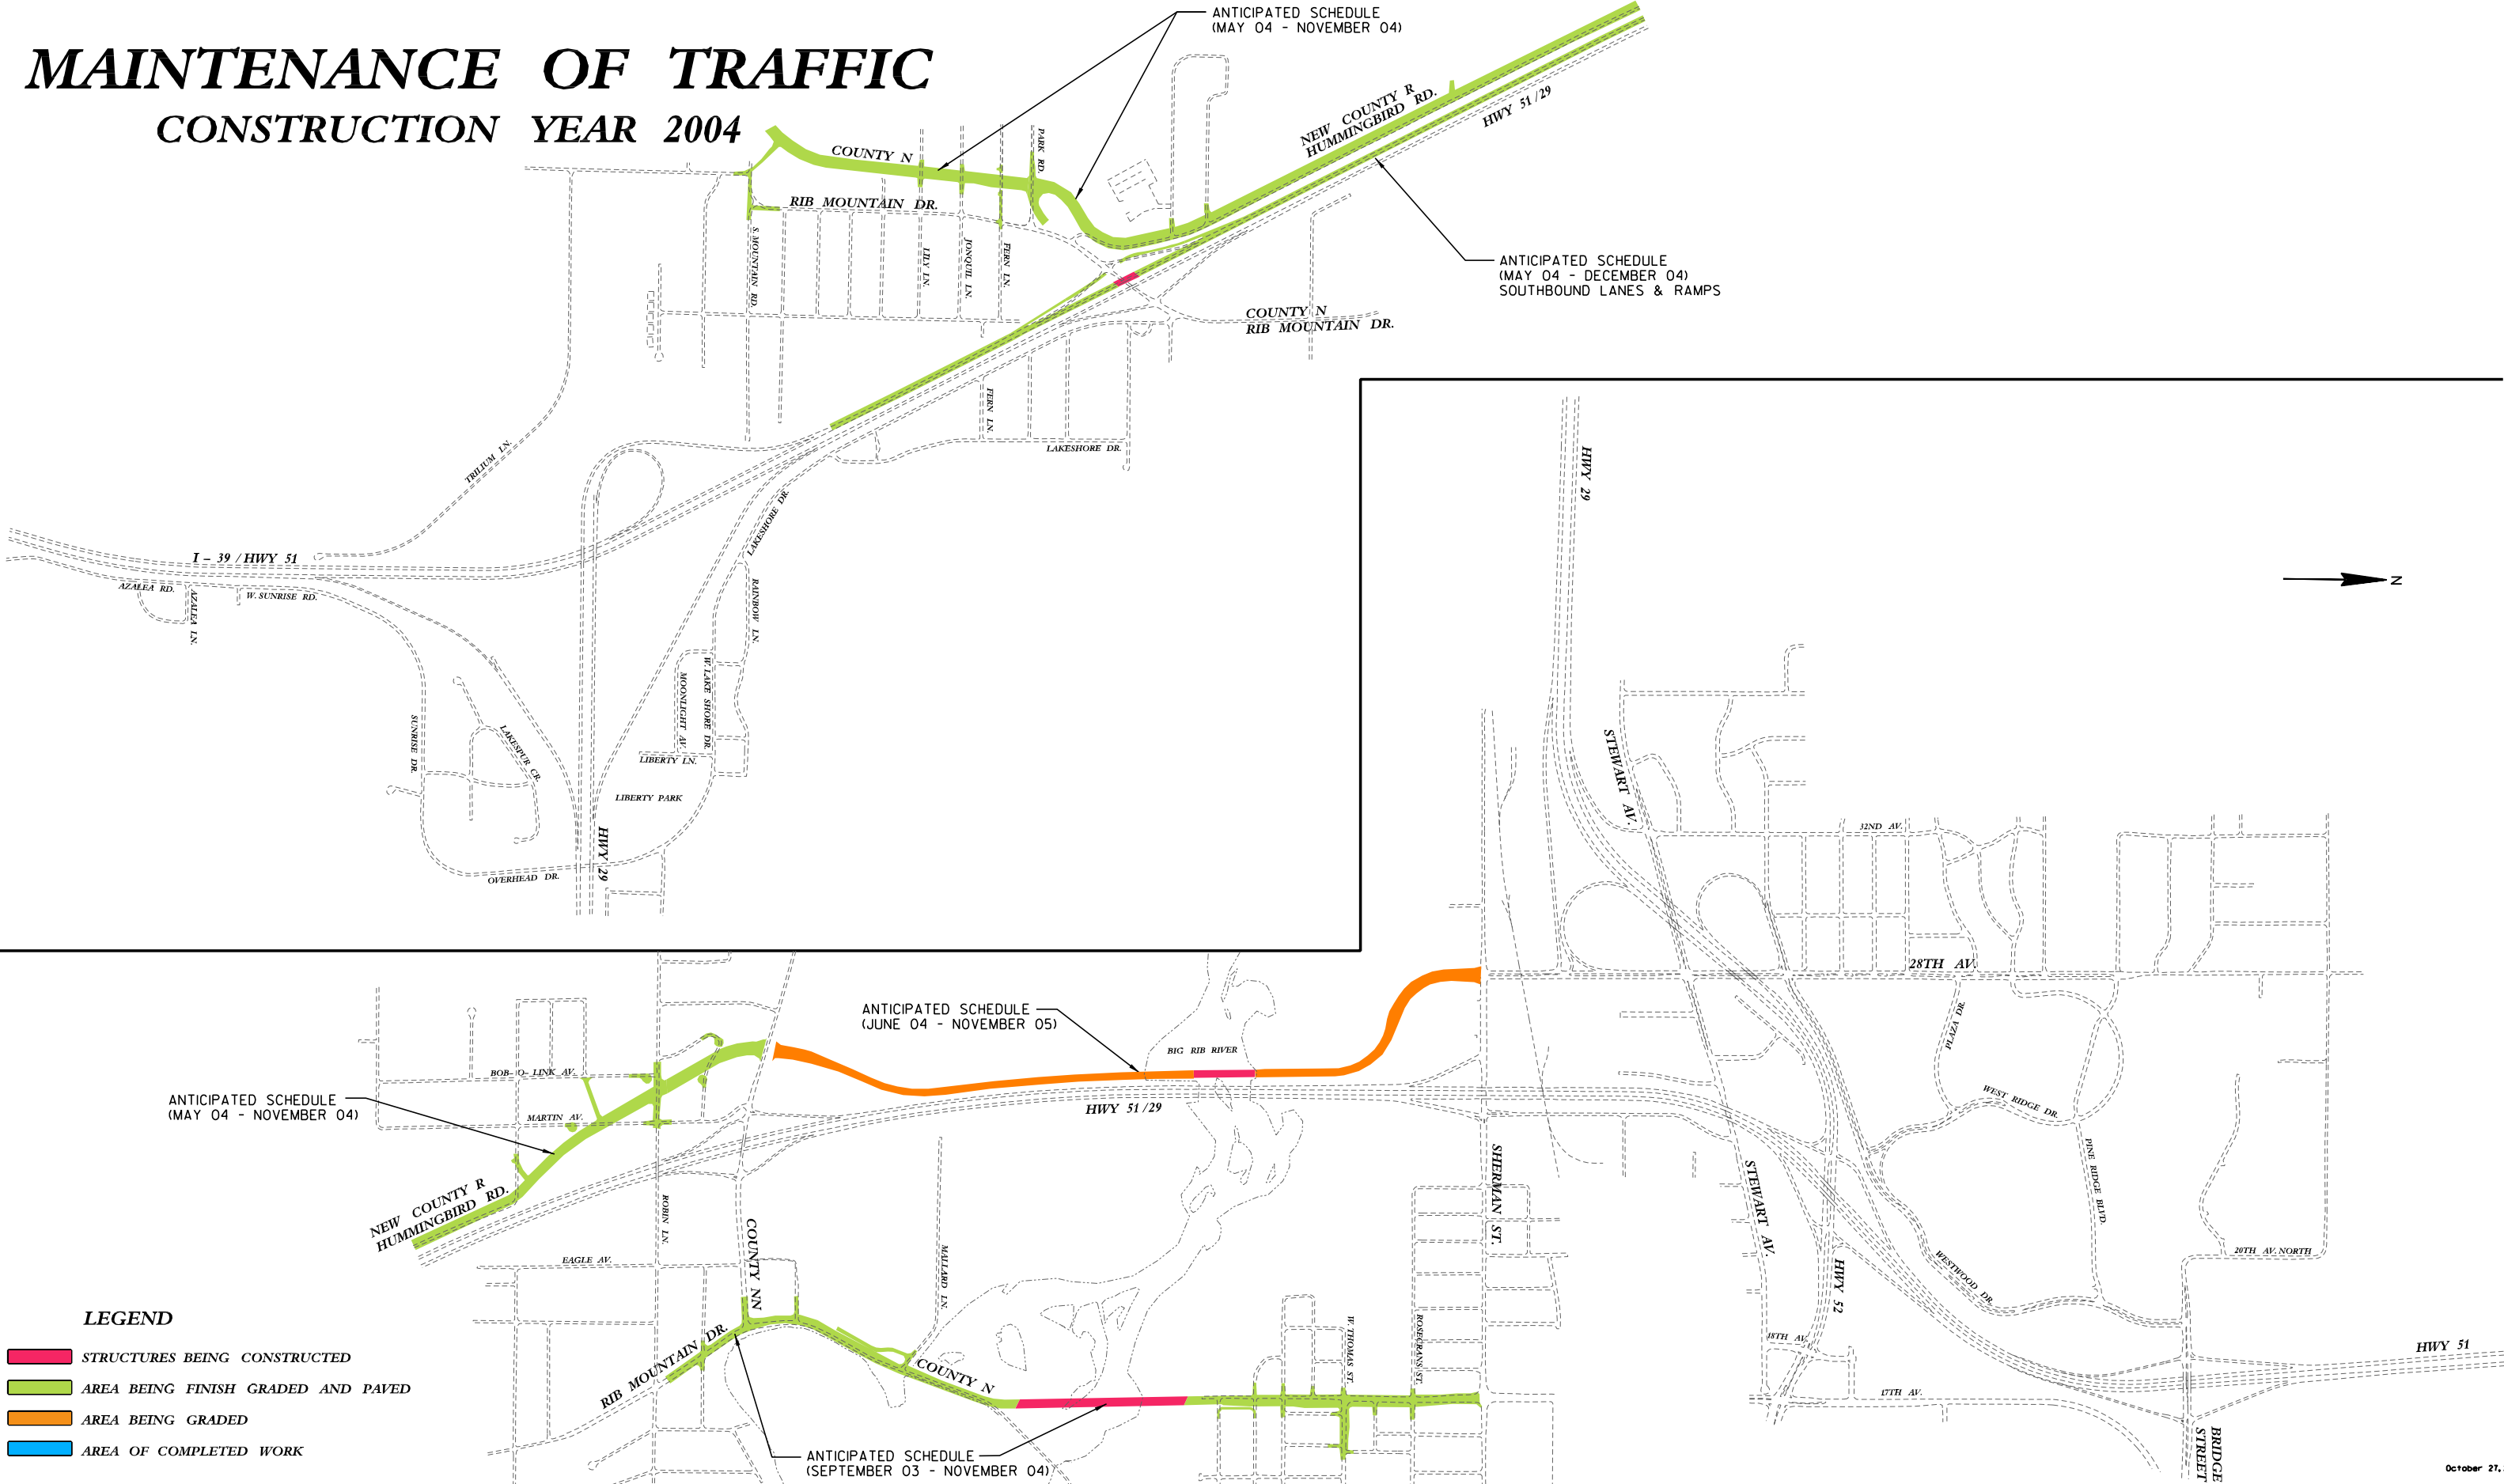 MAINTENANCE OF TRAFFIC
CONSTRUCTION YEAR 2004
ANTICIPATED SCHEDULE
(MAY 04 - NOVEMBER 04)
NEW COUNTY R
HUMMINGBIRD RD.
HWY 51/29
COUNTY N
PARK RD.
RIB MOUNTAIN DR.
S. MOUNTAIN RD.
LILY LN.
JONQUIL LN.
FERN LN.
ANTICIPATED SCHEDULE
(MAY 04 - DECEMBER 04)
SOUTHBOUND LANES & RAMPS
COUNTY N
RIB MOUNTAIN DR.
FERN LN.
LAKESHORE DR.
TRILIUM LN.
LAKESHORE DR.
I - 39 / HWY 51
AZALEA RD.
AZALEA LN.
W. SUNRISE RD.
RAINBOW LN.
W. LAKE SHORE DR.
MOONLIGHT AV.
LIBERTY LN.
LIBERTY PARK
SUNRISE DR.
LAKESPUR CR.
OVERHEAD DR.
HWY 29
HWY 29
N
STEWART AV.
32ND AV.
28TH AV.
PLAZA DR.
WEST RIDGE DR.
PINE RIDGE BLVD.
ANTICIPATED SCHEDULE
(JUNE 04 - NOVEMBER 05)
BIG RIB RIVER
HWY 51/29
BOB-O-LINK AV.
MARTIN AV.
ANTICIPATED SCHEDULE
(MAY 04 - NOVEMBER 04)
NEW COUNTY R
HUMMINGBIRD RD.
ROBIN LN.
COUNTY NN
EAGLE AV.
MALLARD LN.
SHERMAN ST.
STEWART AV.
HWY 52
WESTWOOD DR.
20TH AV. NORTH
18TH AV.
17TH AV.
HWY 51
BRIDGE
STREET
RIB MOUNTAIN DR.
COUNTY N
W. THOMAS ST.
ROSECRANS ST.
ANTICIPATED SCHEDULE
(SEPTEMBER 03 - NOVEMBER 04)
LEGEND
STRUCTURES BEING CONSTRUCTED
AREA BEING FINISH GRADED AND PAVED
AREA BEING GRADED
AREA OF COMPLETED WORK
October 27,